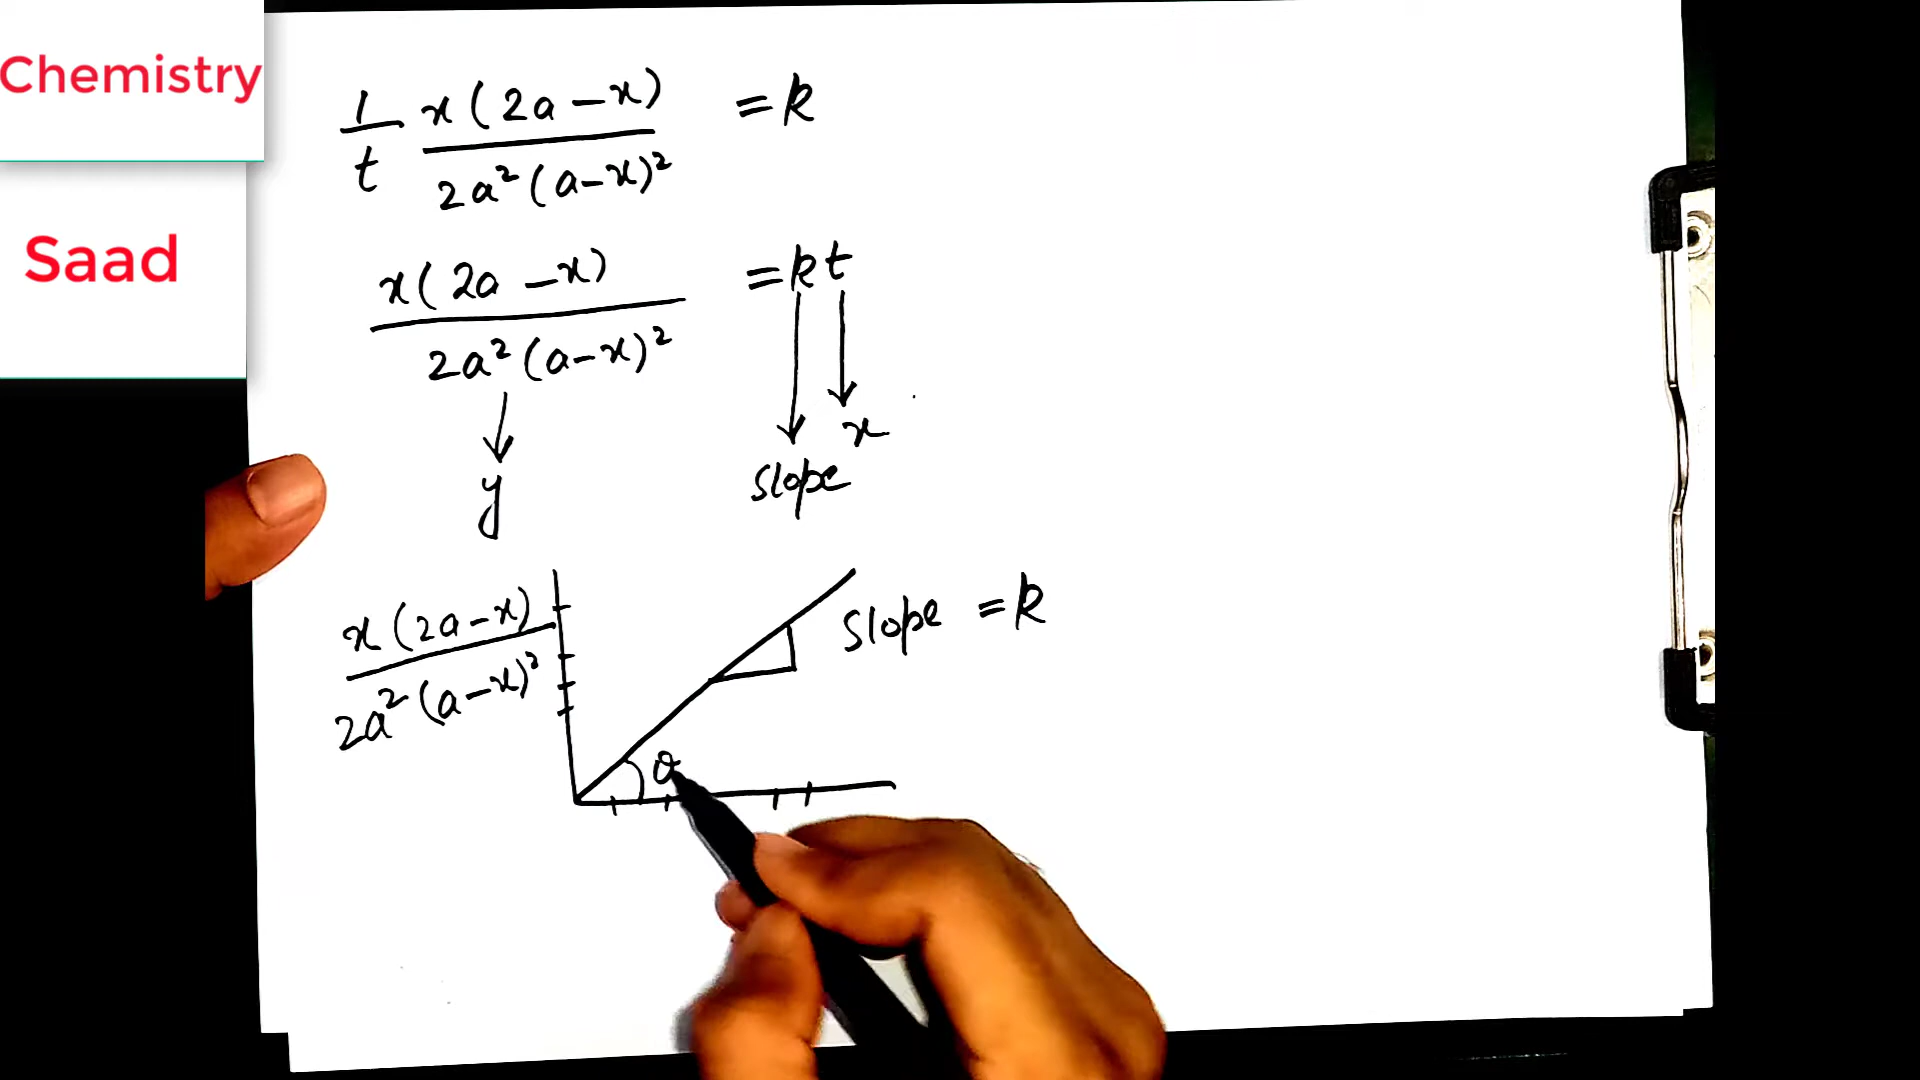 Chemistry
Saad
1/t x(2a-x)/2a²(a-x)² = k
x(2a-x)/2a²(a-x)² = kt
x
slope
y
x(2a-x)/2a²(a-x)²
Slope = k
θ